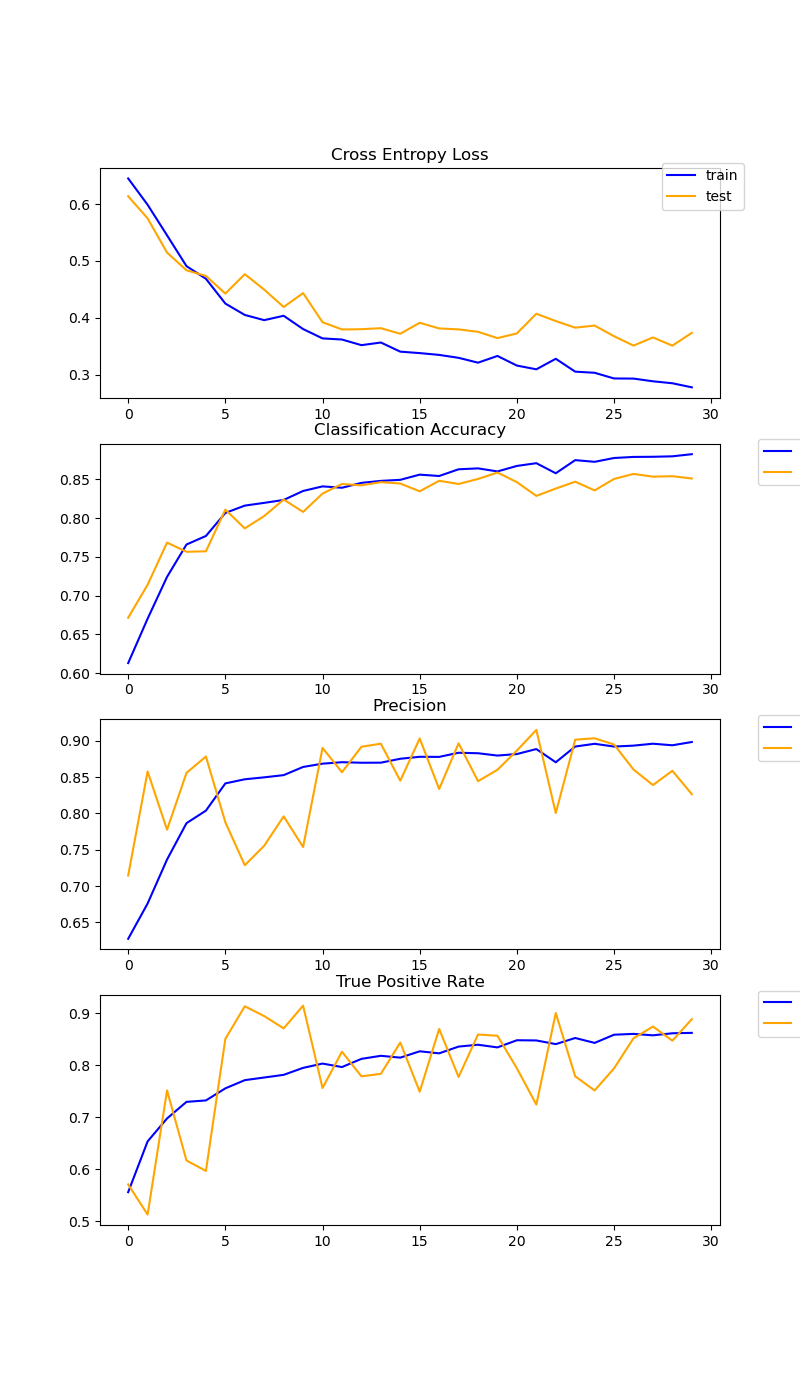 Cross Entropy Loss
train
test
0.6
0.5
0.4
0.3
0 5 10 15 20 25 30
Classification Accuracy
0.85
0.80
0.75
0.70
0.65
0.60
0 5 10 15 20 25 30
Precision
0.90
0.85
0.80
0.75
0.70
0.65
0 5 10 15 20 25 30
True Positive Rate
0.9
0.8
0.7
0.6
0.5
0 5 10 15 20 25 30